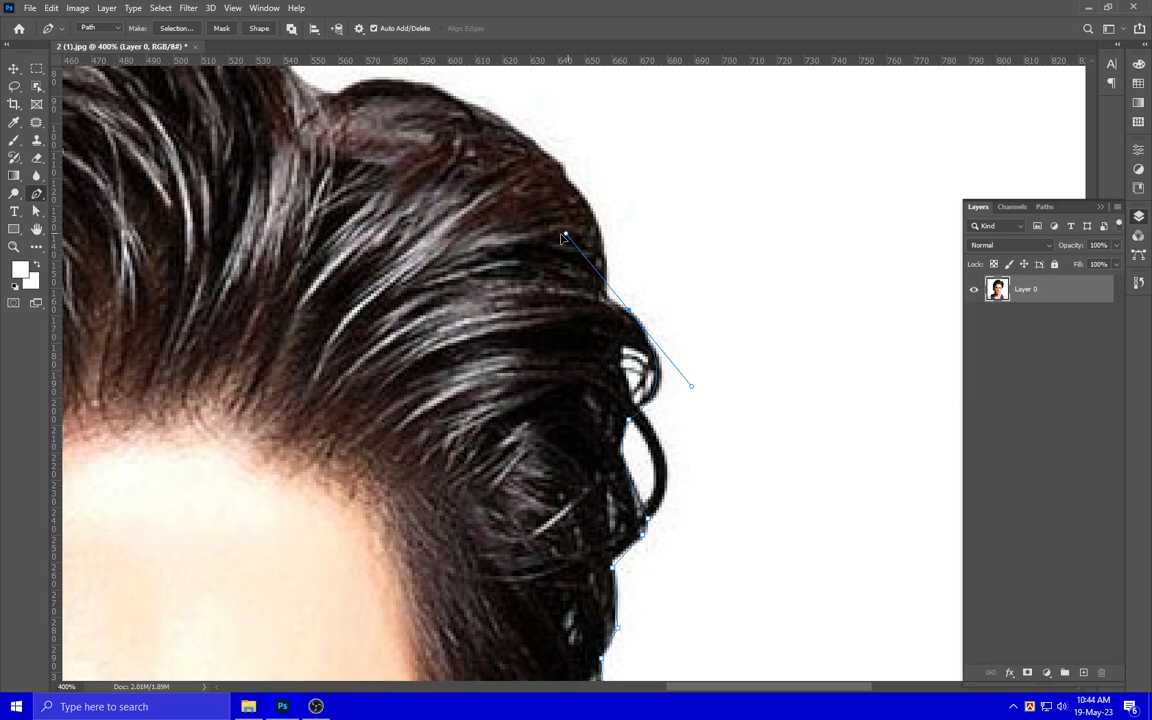 Ps File Edit Image Layer Type Select Filter 3D View Window Help
Path Make: Selection... Mask Shape Auto Add/Delete Align Edges
2 (1).jpg @ 400% (Layer 0, RGB/8#) * ×
460 470 480 490 500 510 520 530 540 550 560 570 580 590 600 610 620 630 640 650 660 670 680 690 700 710 720 730 740 750 760 770 780 790 800 810 820
Layers Channels Paths
Kind
Normal Opacity: 100%
Lock: Fill: 100%
Layer 0
fx
400% Doc: 2.01M/1.89M
Type here to search
Ps
10:44 AM
19-May-23
6